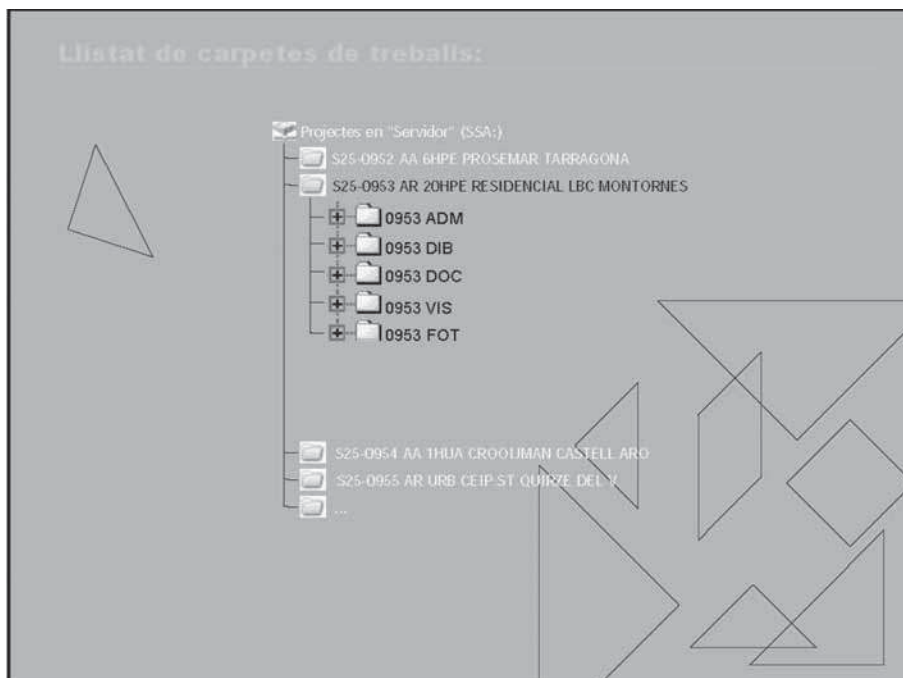 Llistat de carpetes de treballs:
Projectes en "Servidor" (SSA:)
S25-0952 AA 6HPE PROSEMAR TARRAGONA
S25-0953 AR 20HPE RESIDENCIAL LBC MONTORNES
0953 ADM
0953 DIB
0953 DOC
0953 VIS
0953 FOT
S25-0954 AA 1HUA CROOIJMAN CASTELL ARO
S25-0955 AR URB CEIP ST QUIRZE DEL V
...